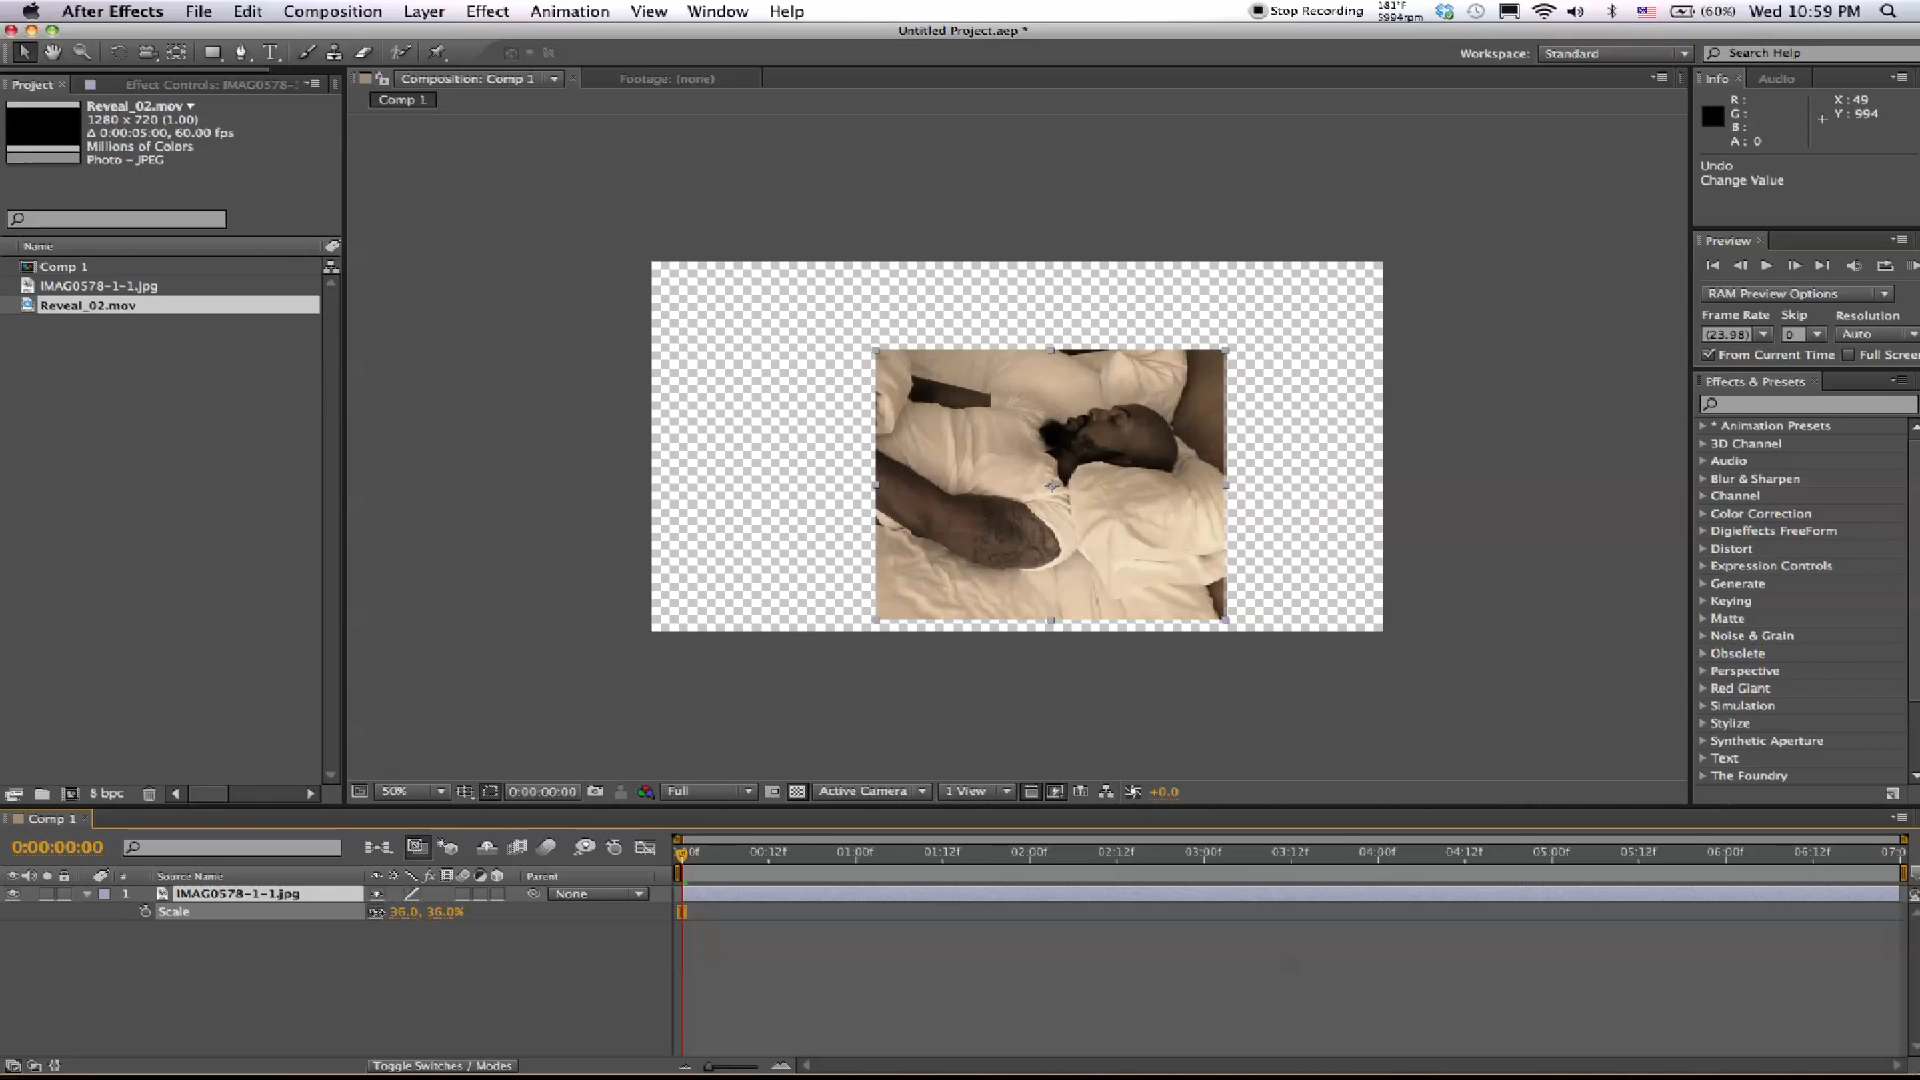 After Effects File Edit Composition Layer Effect Animation View Window Help Stop Recording 181°F 5994rpm (60%) Wed 10:59 PM
Untitled Project.aep *
Workspace: Standard Search Help
Project Effect Controls: IMAG0578-1 Composition: Comp 1 Footage: (none) Info Audio
Comp 1
Reveal_02.mov
1280 x 720 (1.00)
Δ 0:00:05:00, 60.00 fps
Millions of Colors
Photo - JPEG
R :
G :
B :
A : 0
X : 49
Y : 994
Undo
Change Value
Name
Comp 1
IMAG0578-1-1.jpg
Reveal_02.mov
Preview
RAM Preview Options
Frame Rate Skip Resolution
(23.98) 0 Auto
From Current Time Full Screen
Effects & Presets
* Animation Presets
3D Channel
Audio
Blur & Sharpen
Channel
Color Correction
Digieffects FreeForm
Distort
Expression Controls
Generate
Keying
Matte
Noise & Grain
Obsolete
Perspective
Red Giant
Simulation
Stylize
Synthetic Aperture
Text
The Foundry
8 bpc 50% 0:00:00:00 Full Active Camera 1 View +0.0
Comp 1
0:00:00:00
00:12f 01:00f 01:12f 02:00f 02:12f 03:00f 03:12f 04:00f 04:12f 05:00f 05:12f 06:00f 06:12f
# Source Name Parent
1 IMAG0578-1-1.jpg None
Scale 36.0, 36.0%
Toggle Switches / Modes